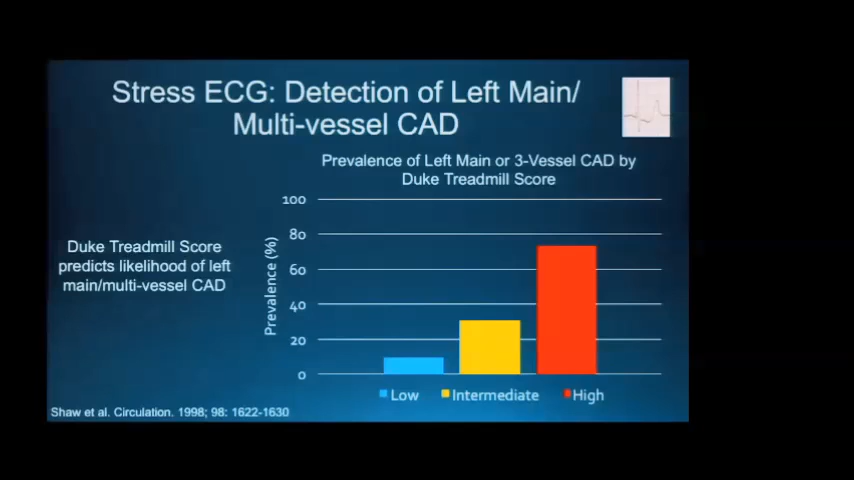 Stress ECG: Detection of Left Main/
Multi-vessel CAD
Prevalence of Left Main or 3-Vessel CAD by
Duke Treadmill Score
Duke Treadmill Score
predicts likelihood of left
main/multi-vessel CAD
Prevalence (%)
100
80
60
40
20
0
Low
Intermediate
High
Shaw et al. Circulation. 1998; 98: 1622-1630